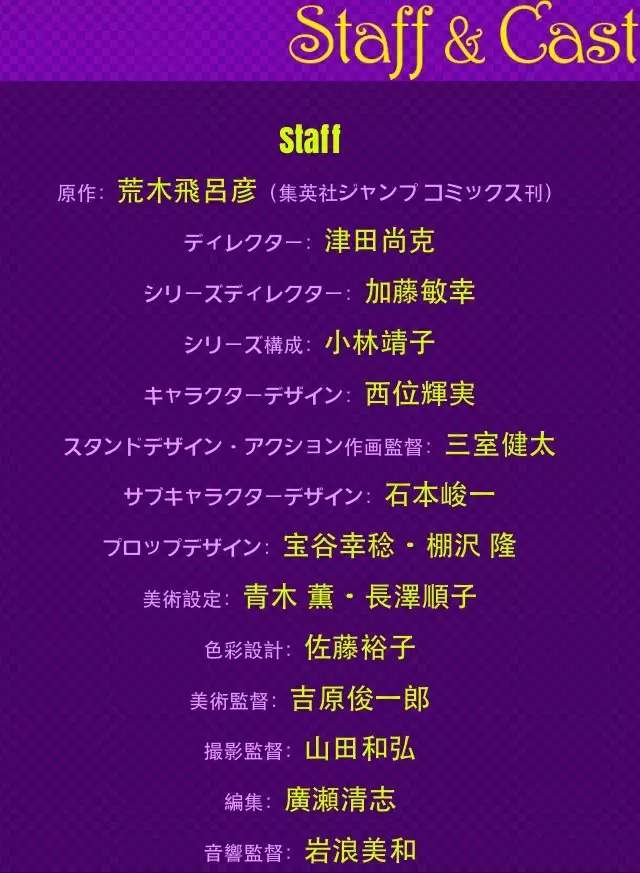 Staff & Cast
Staff
原作：荒木飛呂彦（集英社ジャンプ コミックス刊）
ディレクター：津田尚克
シリーズディレクター：加藤敏幸
シリーズ構成：小林靖子
キャラクターデザイン：西位輝実
スタンドデザイン・アクション作画監督：三室健太
サブキャラクターデザイン：石本峻一
プロップデザイン：宝谷幸稔・棚沢 隆
美術設定：青木 薫・長澤順子
色彩設計：佐藤裕子
美術監督：吉原俊一郎
撮影監督：山田和弘
編集：廣瀬清志
音響監督：岩浪美和